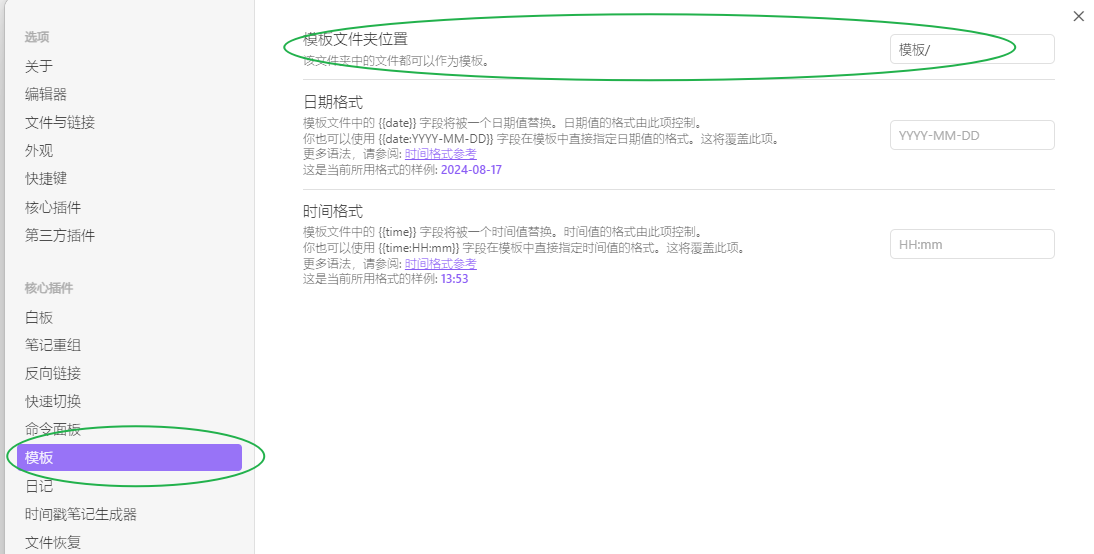 选项
关于
编辑器
文件与链接
外观
快捷键
核心插件
第三方插件
核心插件
白板
笔记重组
反向链接
快速切换
命令面板
模板
日记
时间戳笔记生成器
文件恢复
模板文件夹位置
该文件夹中的文件都可以作为模板。
模板/
日期格式
模板文件中的 {{date}} 字段将被一个日期值替换。日期值的格式由此项控制。
你也可以使用 {{date:YYYY-MM-DD}} 字段在模板中直接指定日期值的格式。这将覆盖此项。
更多语法，请参阅: 时间格式参考
这是当前所用格式的样例: 2024-08-17
YYYY-MM-DD
时间格式
模板文件中的 {{time}} 字段将被一个时间值替换。时间值的格式由此项控制。
你也可以使用 {{time:HH:mm}} 字段在模板中直接指定时间值的格式。这将覆盖此项。
更多语法，请参阅: 时间格式参考
这是当前所用格式的样例: 13:53
HH:mm